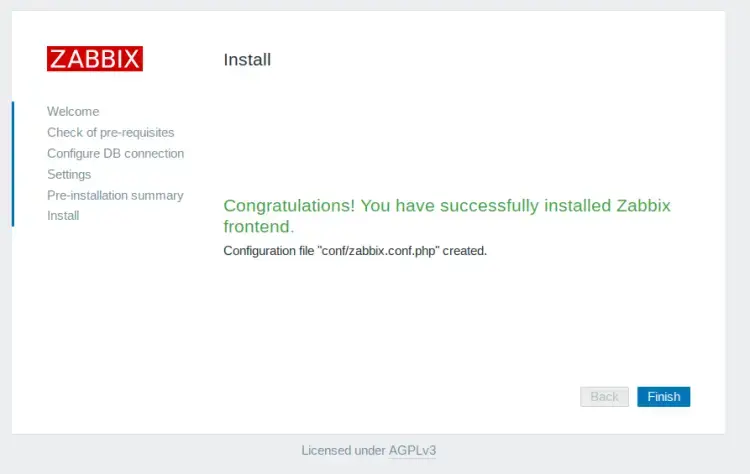 ZABBIX
Install
Welcome
Check of pre-requisites
Configure DB connection
Settings
Pre-installation summary
Install
Congratulations! You have successfully installed Zabbix
frontend.
Configuration file "conf/zabbix.conf.php" created.
Back
Finish
Licensed under AGPLv3